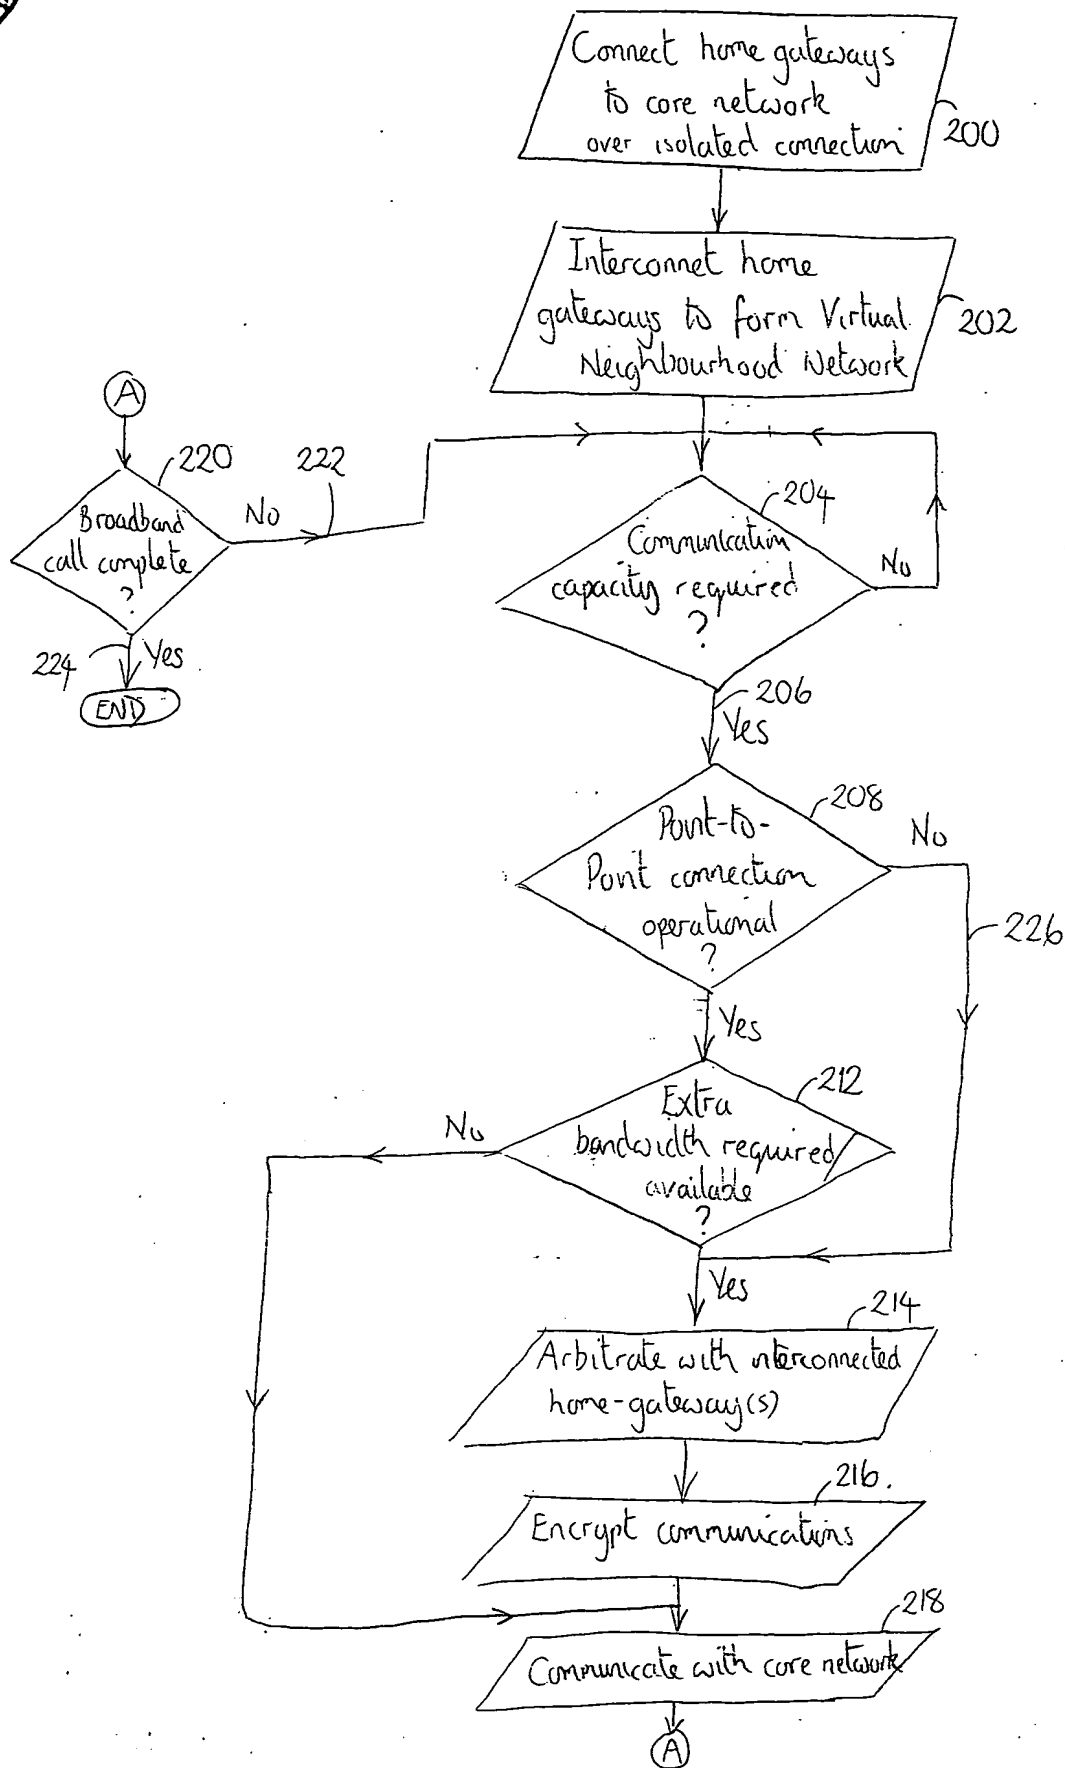 Connect home gateways
to core network
over isolated connection
200
Interconnet home
gateways to form Virtual
Neighbourhood Network
202
A
220
Broadband
call complete
?
No
222
224
Yes
END
204
Communication
capacity required
?
No
206
Yes
208
Point-to-
Point connection
operational
?
No
226
Yes
212
Extra
bandwidth required/
available
?
No
Yes
214
Arbitrate with interconnected
home-gateway(s)
216.
Encrypt communications
218
Communicate with core network
A